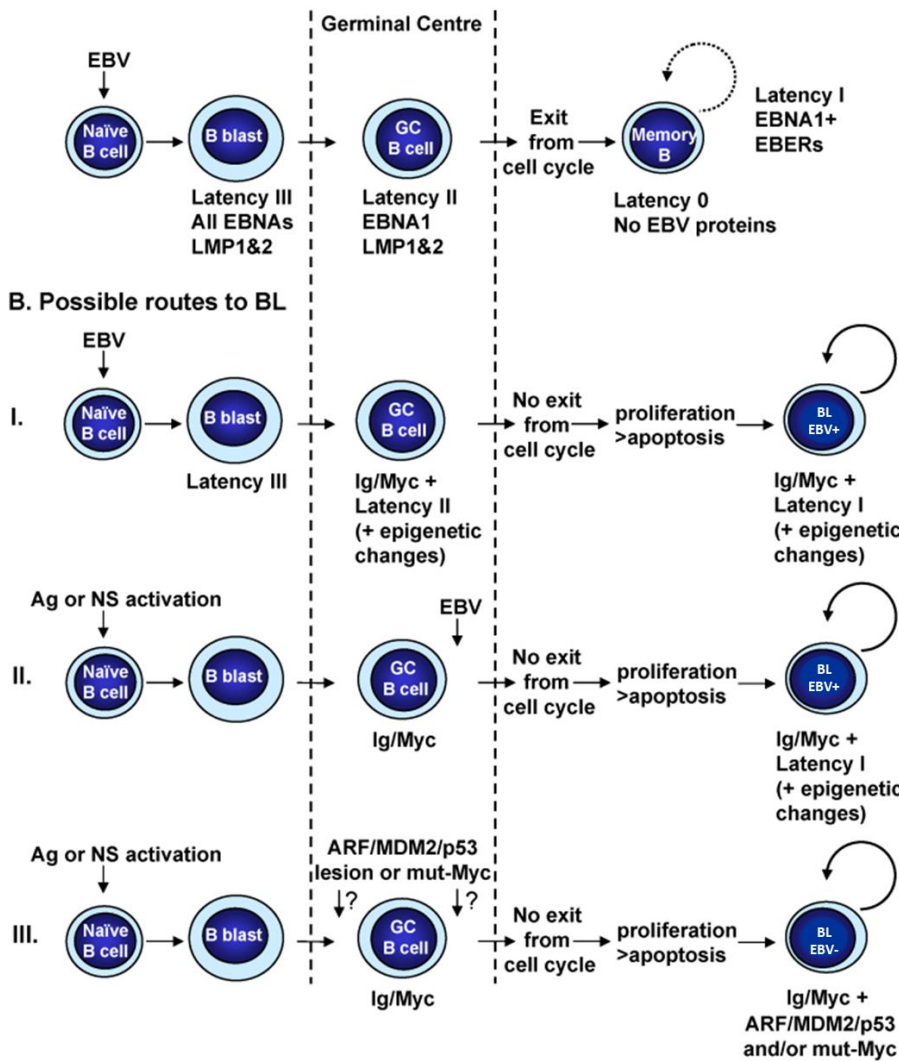 Germinal Centre
EBV
Naïve
B cell
B blast
GC
B cell
Exit
from
cell cycle
Memory
B
Latency I
EBNA1+
EBERs
Latency III
All EBNAs
LMP1&2
Latency II
EBNA1
LMP1&2
Latency 0
No EBV proteins
B. Possible routes to BL
EBV
I.
Naïve
B cell
B blast
GC
B cell
No exit
from
cell cycle
proliferation
>apoptosis
BL
EBV+
Latency III
Ig/Myc +
Latency II
(+ epigenetic
changes)
Ig/Myc +
Latency I
(+ epigenetic
changes)
Ag or NS activation
EBV
II.
Naïve
B cell
B blast
GC
B cell
No exit
from
cell cycle
proliferation
>apoptosis
BL
EBV+
Ig/Myc
Ig/Myc +
Latency I
(+ epigenetic
changes)
Ag or NS activation
ARF/MDM2/p53
lesion or mut-Myc
? ?
III.
Naïve
B cell
B blast
GC
B cell
No exit
from
cell cycle
proliferation
>apoptosis
BL
EBV-
Ig/Myc
Ig/Myc +
ARF/MDM2/p53
and/or mut-Myc